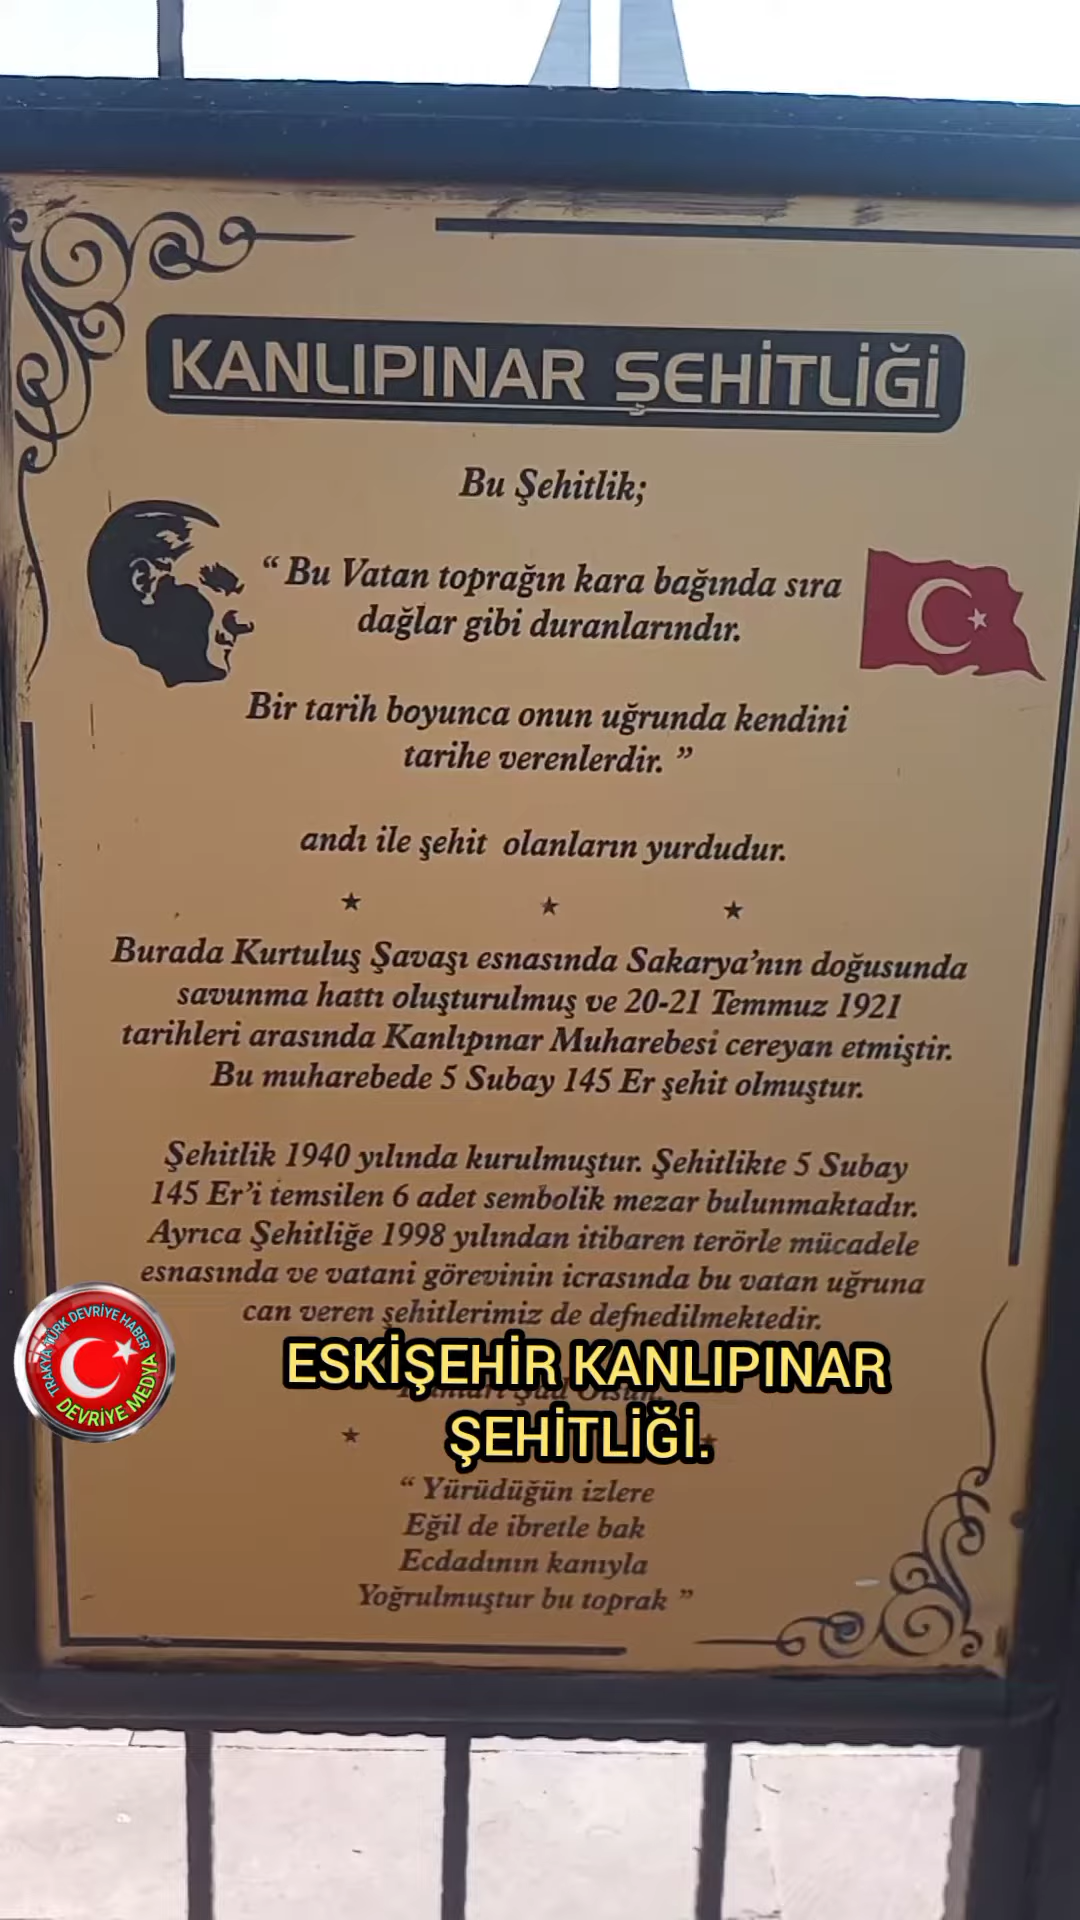 KANLIPINAR ŞEHİTLİĞİ
Bu Şehitlik;
“ Bu Vatan toprağın kara bağında sıra
dağlar gibi duranlarındır.
Bir tarih boyunca onun uğrunda kendini
tarihe verenlerdir. ”
andı ile şehit olanların yurdudur.
Burada Kurtuluş Şavaşı esnasında Sakarya’nın doğusunda
savunma hattı oluşturulmuş ve 20-21 Temmuz 1921
tarihleri arasında Kanlıpınar Muharebesi cereyan etmiştir.
Bu muharebede 5 Subay 145 Er şehit olmuştur.
Şehitlik 1940 yılında kurulmuştur. Şehitlikte 5 Subay
145 Er’i temsilen 6 adet sembolik mezar bulunmaktadır.
Ayrıca Şehitliğe 1998 yılından itibaren terörle mücadele
esnasında ve vatani görevinin icrasında bu vatan uğruna
can veren şehitlerimiz de defnedilmektedir.
TRAKYA TÜRK DEVRİYE HABER
DEVRİYE MEDYA
ESKİŞEHİR KANLIPINAR
ŞEHİTLİĞİ.
Şad Olsun.
“ Yürüdüğün izlere
Eğil de ibretle bak
Ecdadının kanıyla
Yoğrulmuştur bu toprak ”